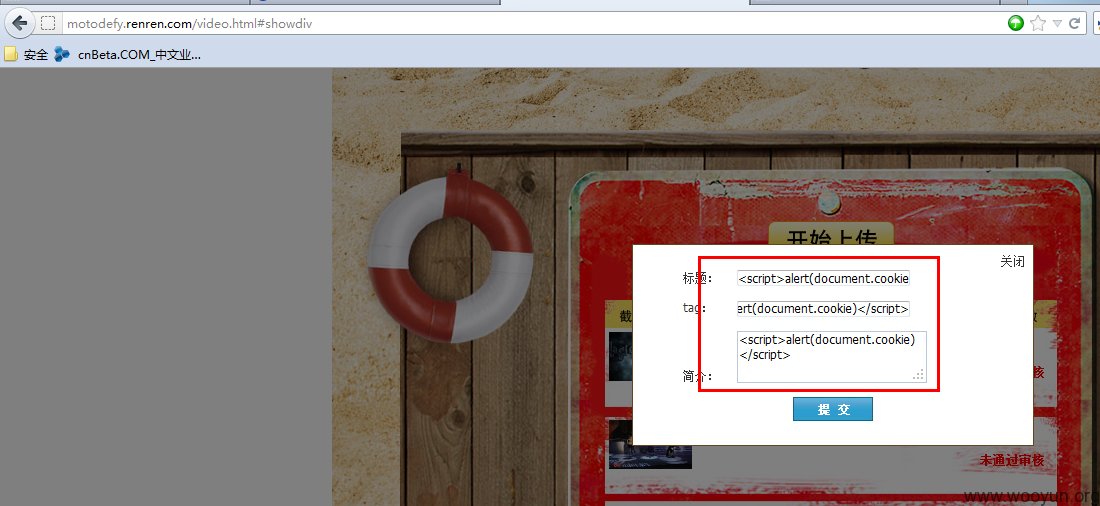 motodefy.renren.com/video.html#showdiv
安全 cnBeta.COM_中文业...
开始上传
关闭
标题： <script>alert(document.cookie
tag： ert(document.cookie)</script>
<script>alert(document.cookie)
</script>
简介：
截
核
提 交
未通过审核
www.wooyun.org